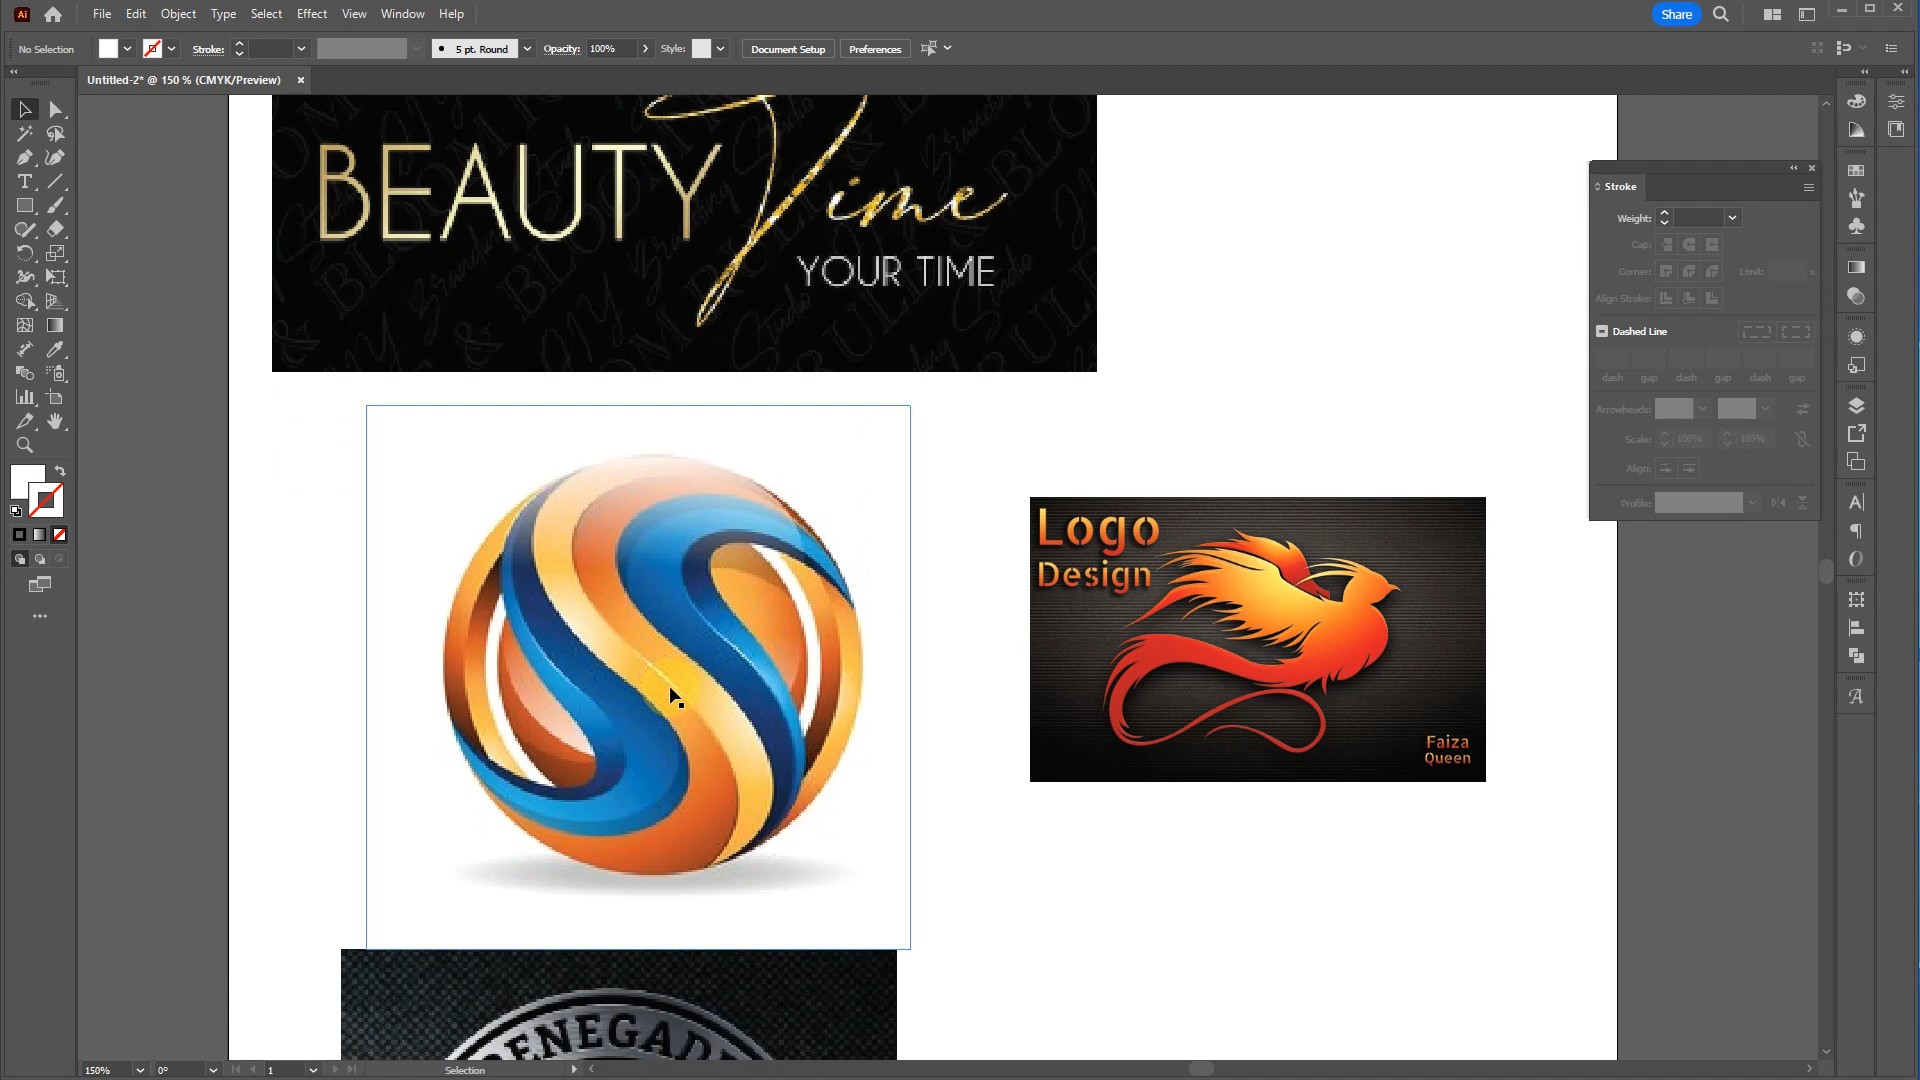 Ai File Edit Object Type Select Effect View Window Help Share
No Selection Stroke: 5 pt. Round Opacity: 100% Style: Document Setup Preferences
Untitled-2* @ 150 % (CMYK/Preview)
BEAUTY Time
YOUR TIME
Stroke
Weight:
Cap:
Corner: Limit: x
Align Stroke:
Dashed Line
dash gap dash gap dash gap
Arrowheads:
Scale: 100% 100%
Align:
Profile:
Logo
Design
Faiza
Queen
RENEGADE
150% 0° 1 Selection